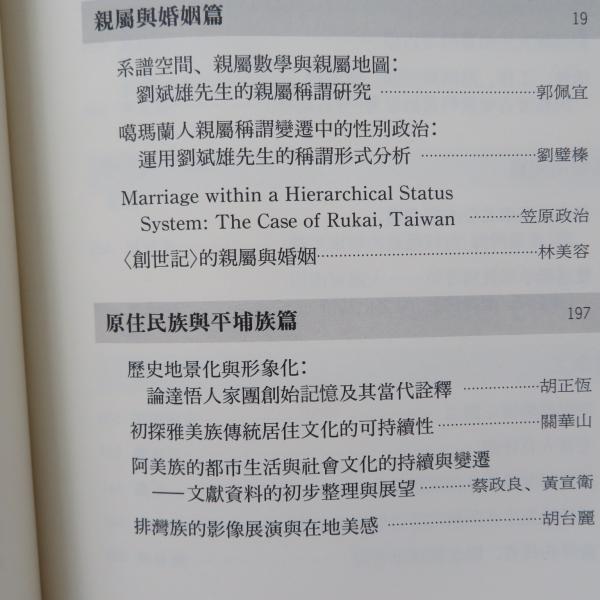 親屬與婚姻篇 19
系譜空間、親屬數學與親屬地圖：
劉斌雄先生的親屬稱謂研究 郭佩宜
噶瑪蘭人親屬稱謂變遷中的性別政治：
運用劉斌雄先生的稱謂形式分析 劉璧榛
Marriage within a Hierarchical Status
System: The Case of Rukai, Taiwan 笠原政治
〈創世記〉的親屬與婚姻 林美容
原住民族與平埔族篇 197
歷史地景化與形象化：
論達悟人家團創始記憶及其當代詮釋 胡正恆
初探雅美族傳統居住文化的可持續性 關華山
阿美族的都市生活與社會文化的持續與變遷
——文獻資料的初步整理與展望 蔡政良、黃宣衛
排灣族的影像展演與在地美感 胡台麗